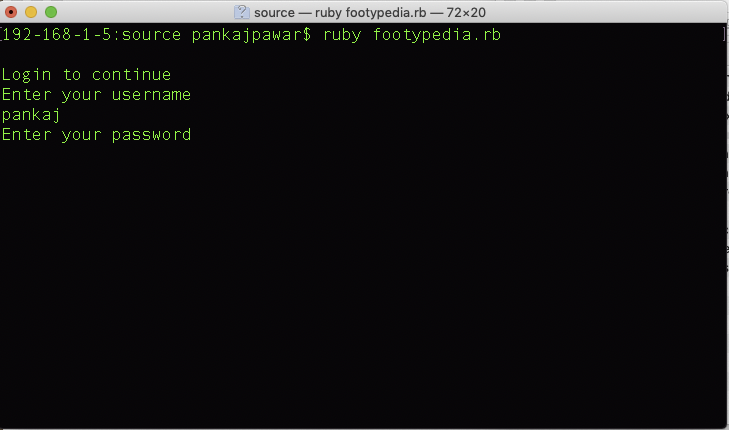 source — ruby footypedia.rb — 72×20
[192-168-1-5:source pankajpawar$ ruby footypedia.rb ]
Login to continue
Enter your username
pankaj
Enter your password